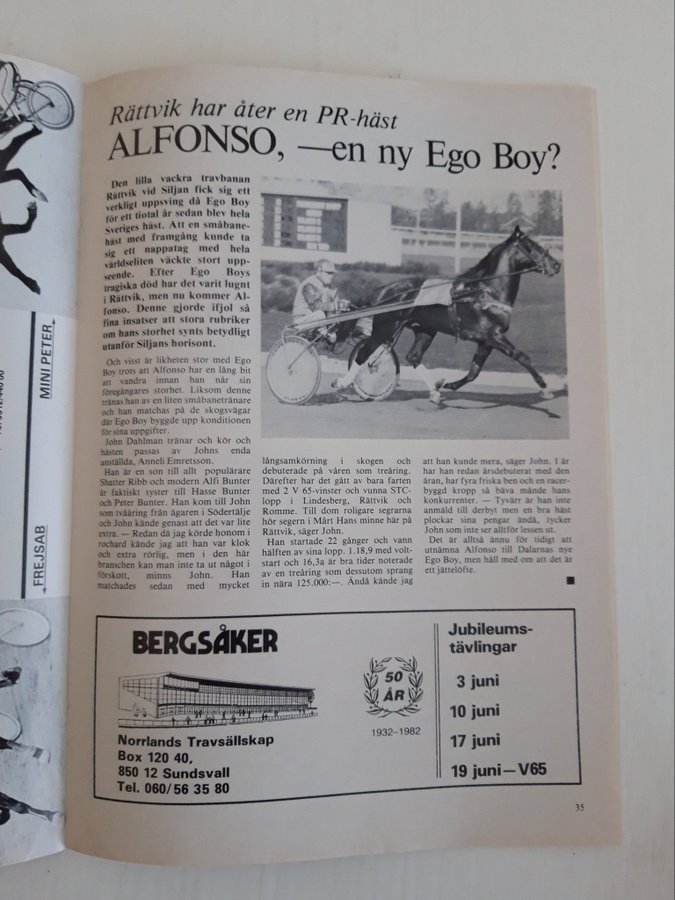 Rättvik har åter en PR-häst
ALFONSO, —en ny Ego Boy?
Den lilla vackra travbanan
Rättvik vid Siljan fick sig ett
verkligt uppsving då Ego Boy
för ett tiotal år sedan blev hela
Sveriges häst. Att en småbane-
häst med framgång kunde ta
sig ett nappatag med hela
världseliten väckte stort upp-
seende. Efter Ego Boys
tragiska död har det varit lugnt
i Rättvik, men nu kommer Al-
fonso. Denne gjorde ifjol så
fina insatser att stora rubriker
om hans storhet synts betydligt
utanför Siljans horisont.
Och visst är likheten stor med Ego
Boy trots att Alfonso har en lång bit
att vandra innan han når sin
föregångares storhet. Liksom denne
tränas han av en liten småbanetränare
och han matchas på de skogsvägar
där Ego Boy byggde upp konditionen
för sina uppgifter.
John Dahlman tränar och kör och
hästen passas av Johns enda
anställda, Anneli Emretsson.
Han är en son till allt populärare
Shatter Ribb och modern Alfi Bunter
är faktiskt syster till Hasse Bunter
och Peter Bunter. Han kom till John
som tvååring från ägaren i Södertälje
och John kände genast att det var lite
extra. — Redan då jag körde honom i
rochard kände jag att han var klok
och extra rörlig, men i den här
branschen kan man inte ta ut något i
förskott, minns John. Han
matchades sedan med mycket
långsamkörning i skogen och
debuterade på våren som treåring.
Därefter har det gått av bara farten
med 2 V 65-vinster och vunna STC-
lopp i Lindesberg, Rättvik och
Romme. Till dom roligare segrarna
hör segern i Mårt Hans minne här på
Rättvik, säger John.
Han startade 22 gånger och vann
hälften av sina lopp. 1.18,9 med volt-
start och 16,3a är bra tider noterade
av en treåring som dessutom sprang
in nära 125.000:—. Ändå kände jag
att han kunde mera, säger John. I år
har han redan årsdebuterat med den
äran, har fyra friska ben och en racer-
byggd kropp så bäva månde hans
konkurrenter. — Tyvärr är han inte
anmäld till derbyt men en bra häst
plockar sina pengar ändå, tycker
John som inte ser alltför lessen ut.
Det är alltså ännu för tidigt att
utnämna Alfonso till Dalarnas nye
Ego Boy, men håll med om att det är
ett jättelöfte.
MINI PETER
FREJSAB
BERGSÅKER
Norrlands Travsällskap
Box 120 40,
850 12 Sundsvall
Tel. 060/56 35 80
50
ÅR
1932–1982
Jubileums-
tävlingar
3 juni
10 juni
17 juni
19 juni—V65
35